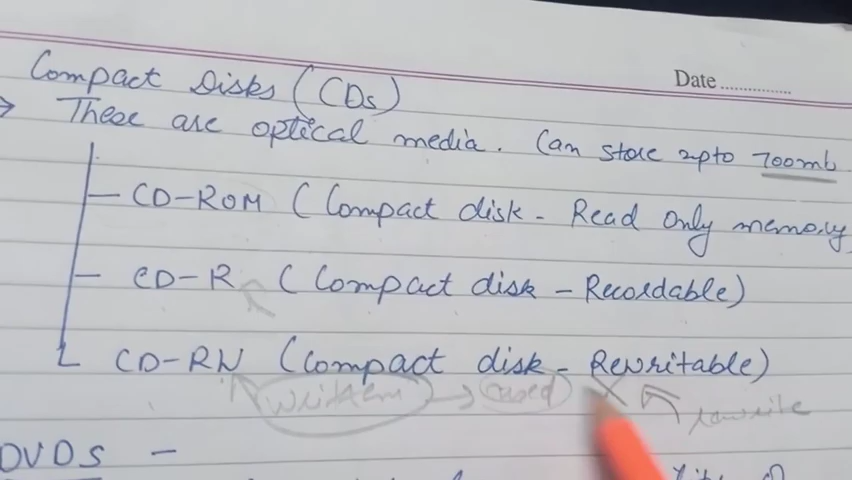 Date..............
Compact Disks (CDs)
→ These are optical media. Can store upto 700mb
CD-ROM (Compact disk - Read Only memory
CD-R (Compact disk - Recordable)
CD-RW (Compact disk - Rewritable)
written → rewrite
DVDs -